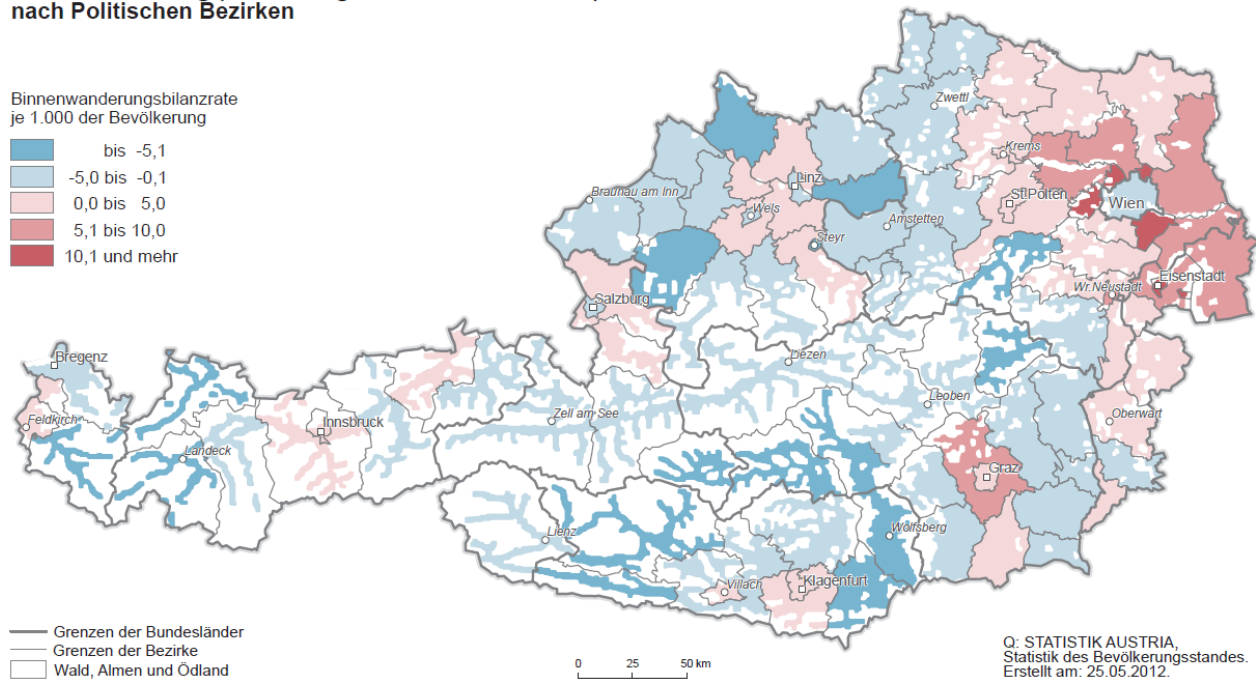 nach Politischen Bezirken
Binnenwanderungsbilanzrate
je 1.000 der Bevölkerung
bis -5,1
-5,0 bis -0,1
0,0 bis 5,0
5,1 bis 10,0
10,1 und mehr
Zwettl
Krems
Linz
Braunau am Inn
Wels
St.Pölten
Wien
Amstetten
Steyr
Eisenstadt
Wr.Neustadt
Salzburg
Bregenz
Liezen
Leoben
Zell am See
Oberwart
Feldkirch
Innsbruck
Landeck
Graz
Wolfsberg
Lienz
Villach
Klagenfurt
Grenzen der Bundesländer
Grenzen der Bezirke
Wald, Almen und Ödland
0 25 50 km
Q: STATISTIK AUSTRIA,
Statistik des Bevölkerungsstandes.
Erstellt am: 25.05.2012.